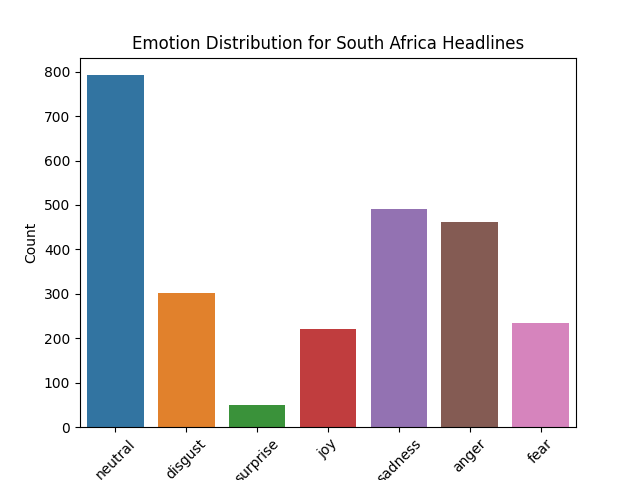 Emotion Distribution for South Africa Headlines
800
700
600
500
400
300
200
100
0
Count
neutral
disgust
surprise
joy
sadness
anger
fear